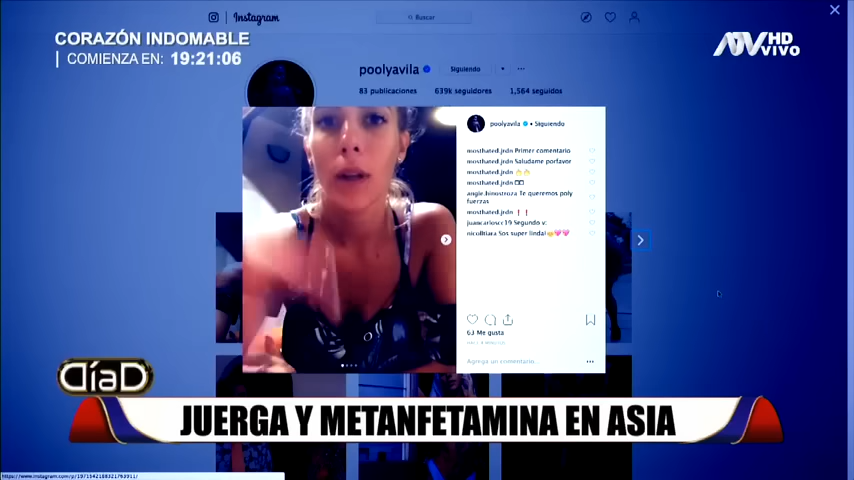 Instagram
Buscar
CORAZÓN INDOMABLE
COMIENZA EN: 19:21:06
ATV HD
VIVO
poolyavila
Siguiendo
83 publicaciones 639k seguidores 1,564 seguidos
poolyavila • Siguiendo
mosthated.jrdn Primer comentario
mosthated.jrdn Saludame porfavor
mosthated.jrdn
mosthated.jrdn
angie.hinostroza Te queremos poly
fuerzas
mosthated.jrdn ❗❗
juancarloscc19 Segundo v:
nicolltiara Sos super linda!
63 Me gusta
Agrega un comentario...
DíaD
JUERGA Y METANFETAMINA EN ASIA